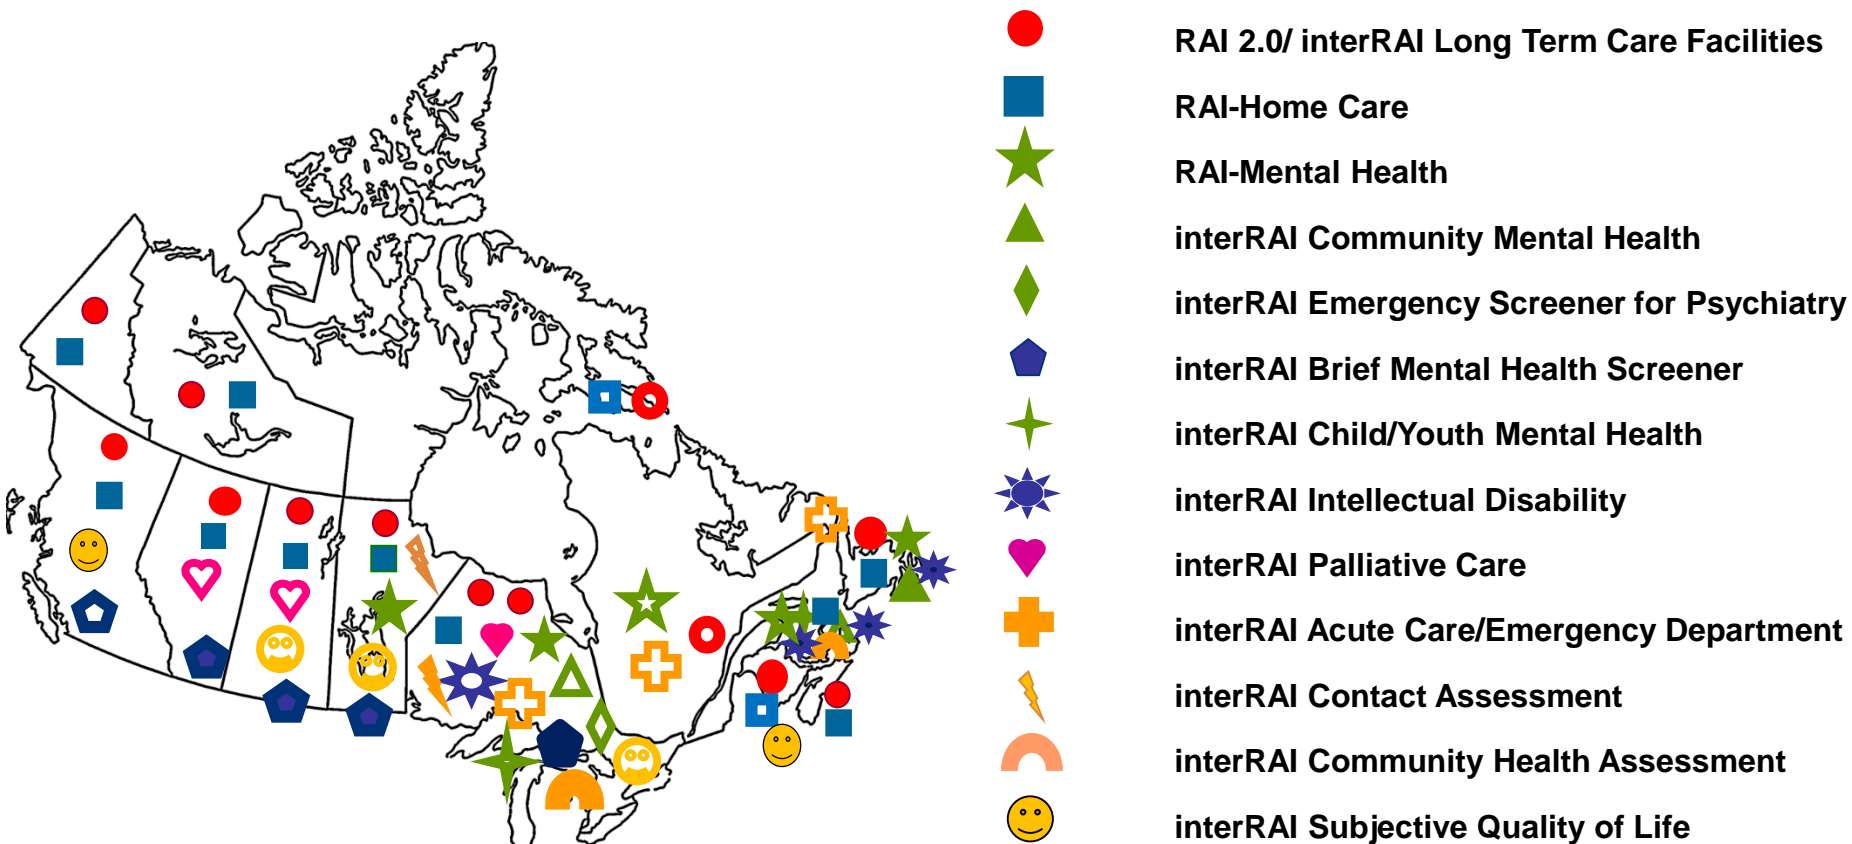 RAI 2.0/ interRAI Long Term Care Facilities
RAI-Home Care
RAI-Mental Health
interRAI Community Mental Health
interRAI Emergency Screener for Psychiatry
interRAI Brief Mental Health Screener
interRAI Child/Youth Mental Health
interRAI Intellectual Disability
interRAI Palliative Care
interRAI Acute Care/Emergency Department
interRAI Contact Assessment
interRAI Community Health Assessment
interRAI Subjective Quality of Life